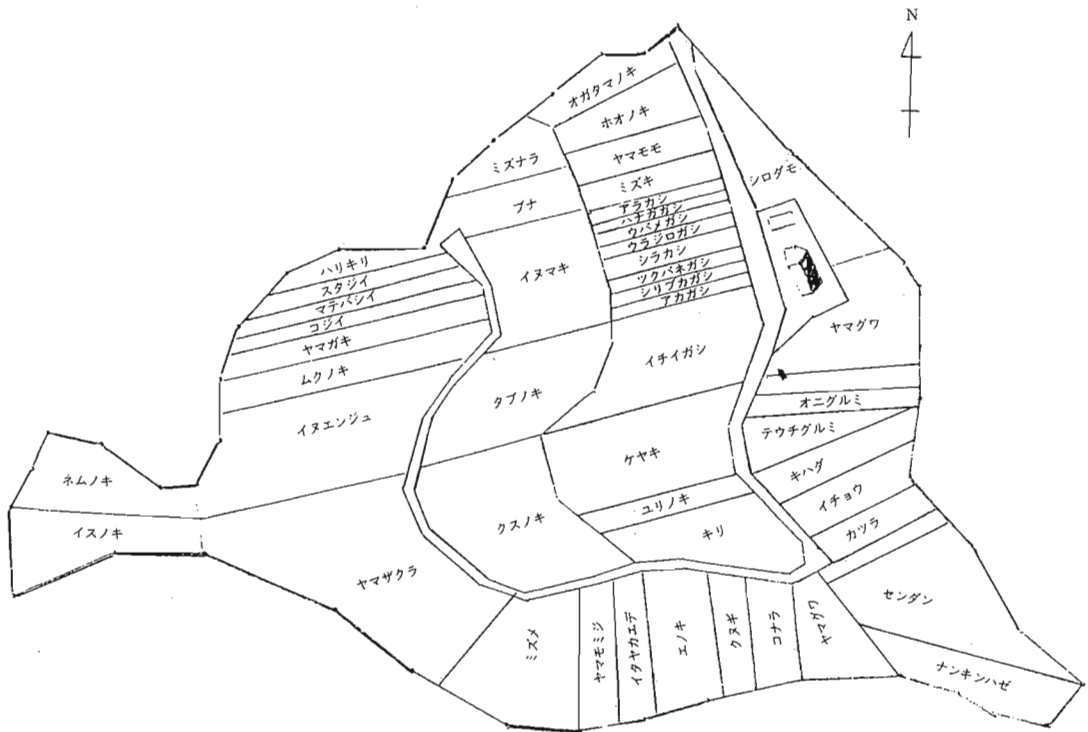 N
オガタマノキ
ホオノキ
ミズナラ
ヤマモモ
シロダモ
ミズキ
ブナ
アラカシ
ハナガガシ
ウバメガシ
ウラジロガシ
シラカシ
ツクバネガシ
シリブカガシ
アカガシ
イヌマキ
ハリキリ
スタジイ
マテバシイ
コジイ
ヤマガキ
ムクノキ
イヌエンジュ
タブノキ
イチイガシ
ヤマグワ
オニグルミ
テウチグルミ
ケヤキ
キハダ
イチョウ
ユリノキ
カツラ
キリ
クスノキ
ネムノキ
イスノキ
ヤマザクラ
センダン
ミズメ
ヤマモミジ
イタヤカエデ
エノキ
クヌギ
コナラ
ヤマグワ
ナンキンハゼ